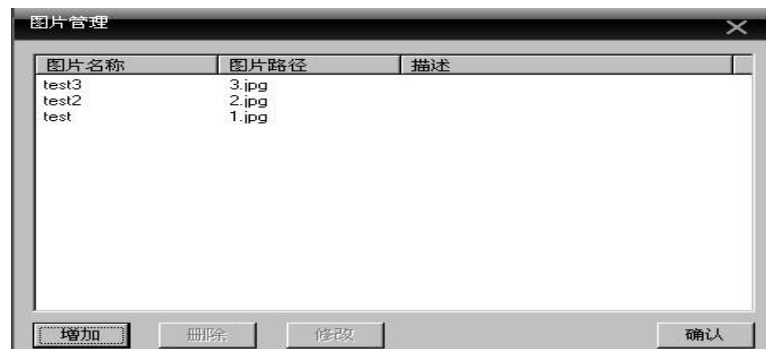 图片管理
图片名称 图片路径 描述
test3 3.jpg
test2 2.jpg
test 1.jpg
增加 删除 修改 确认